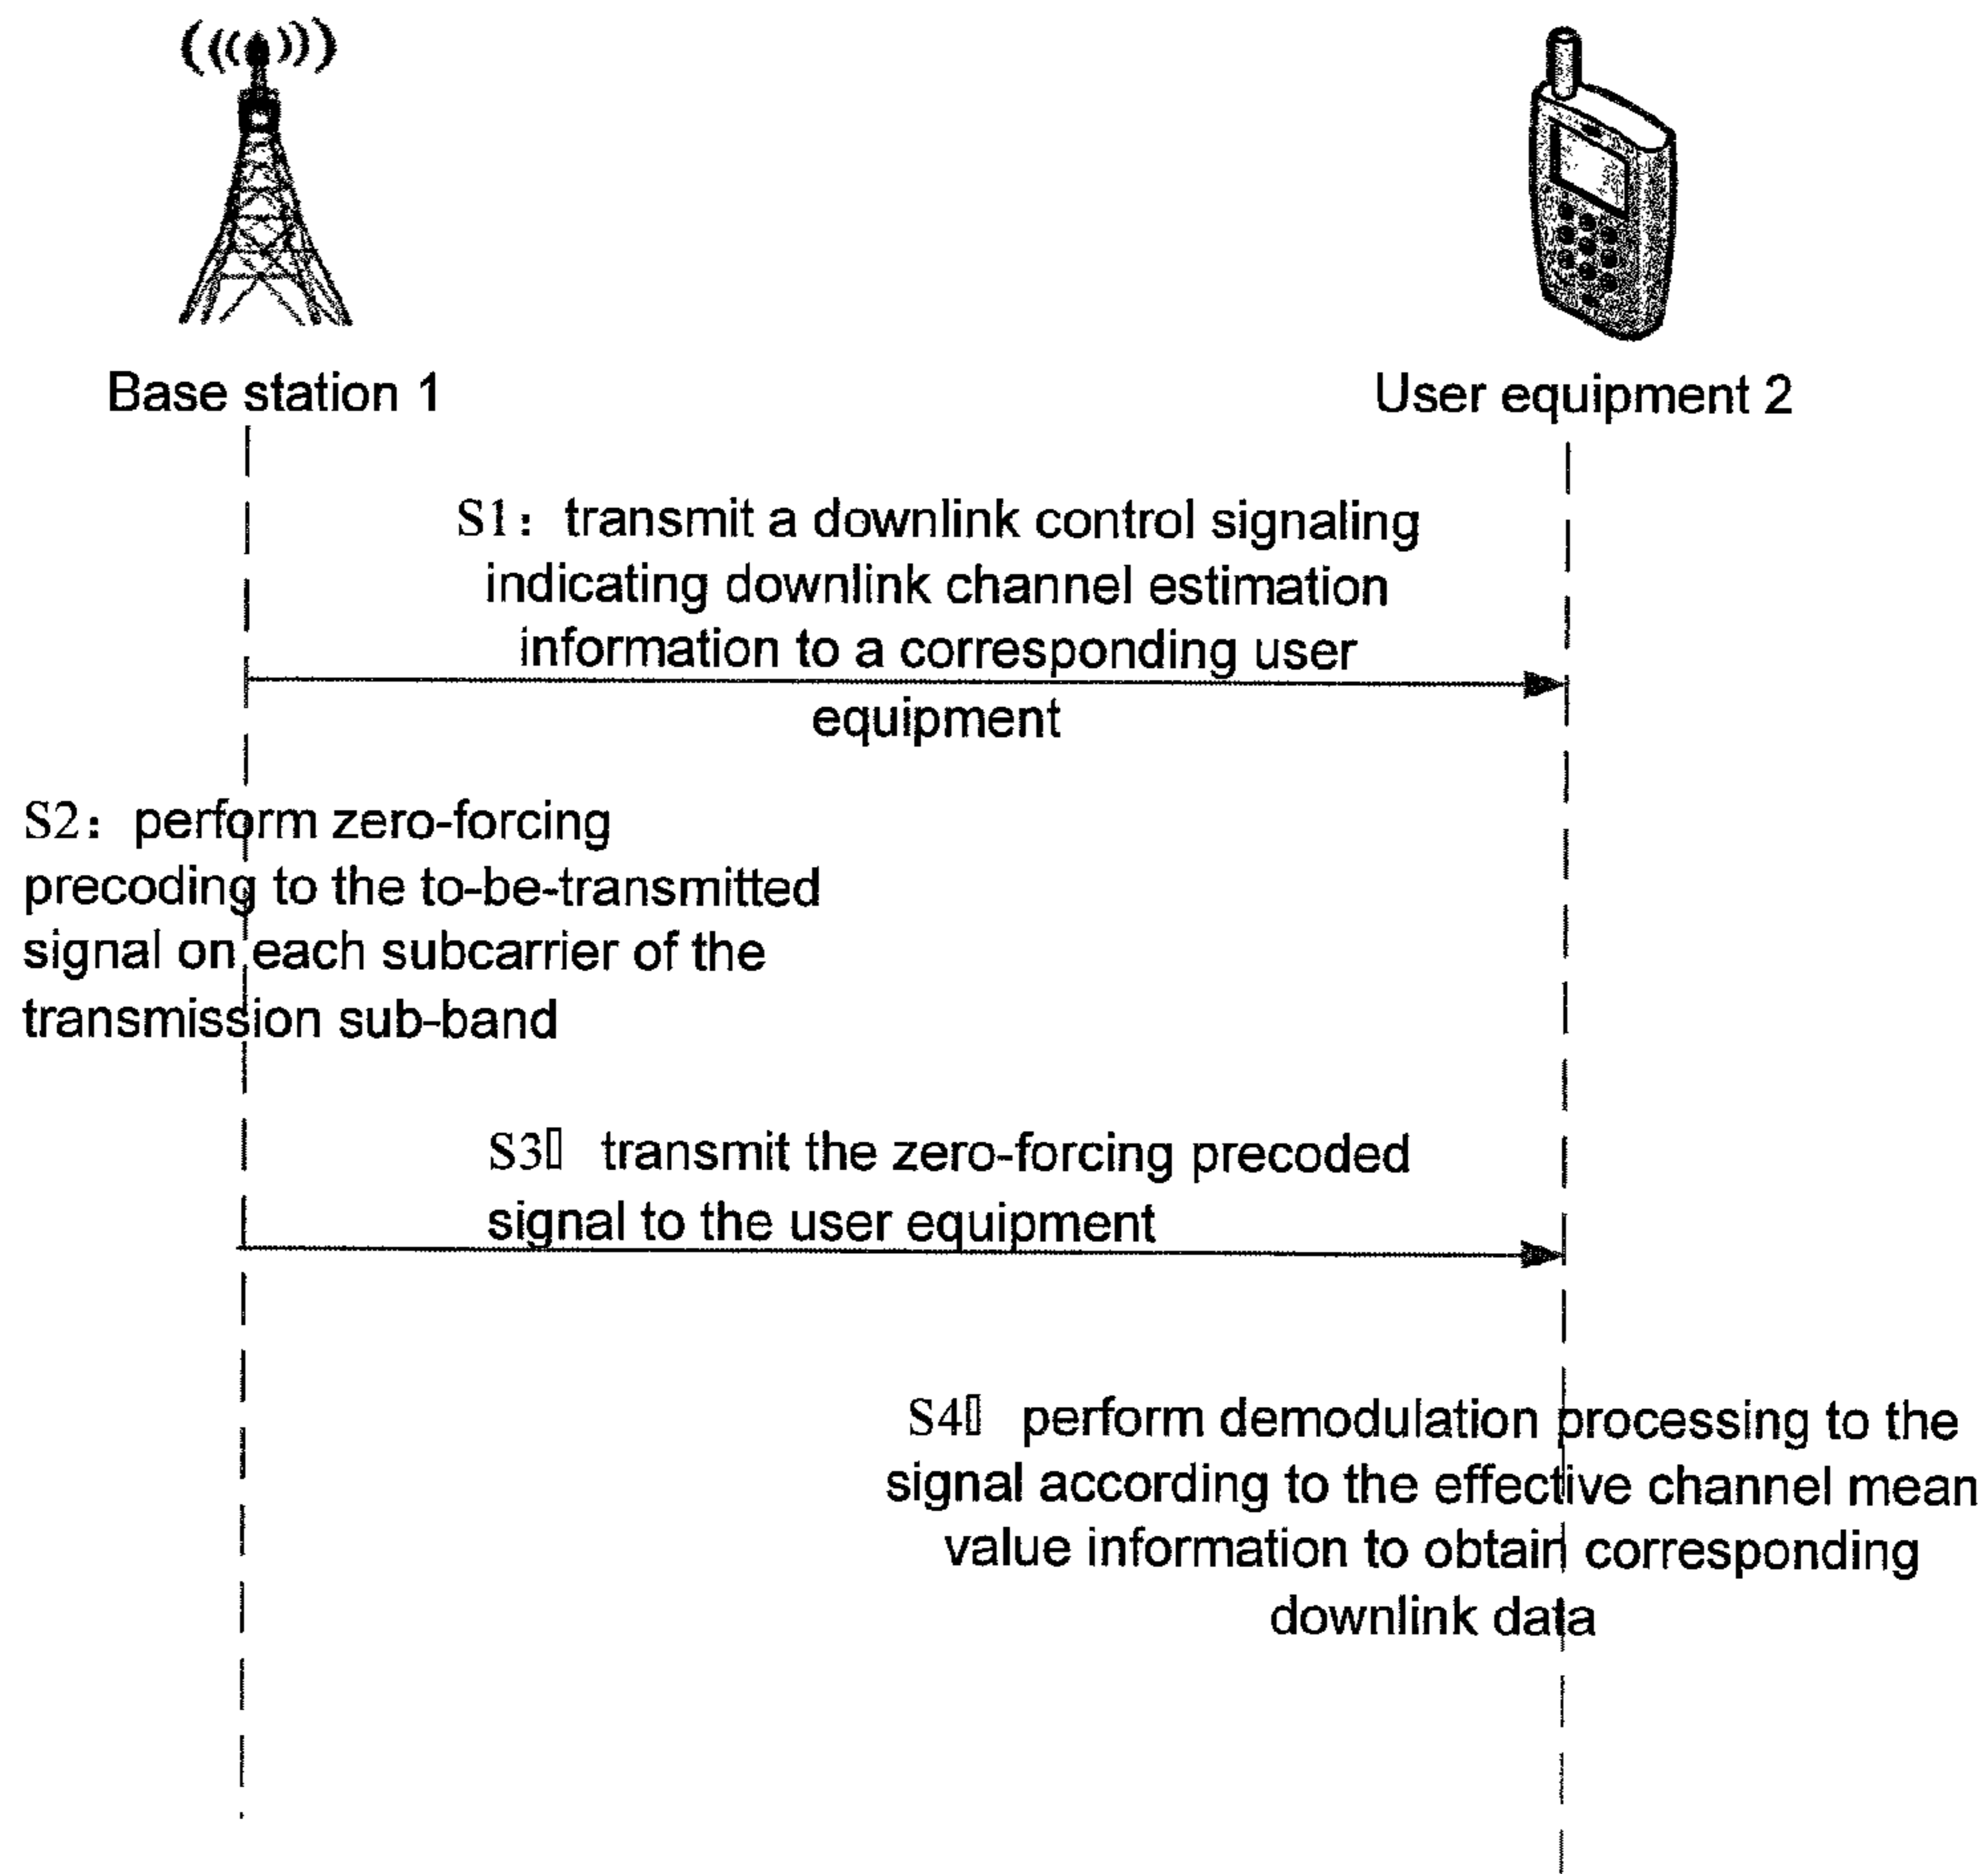 Base station 1
User equipment 2
S1: transmit a downlink control signaling
indicating downlink channel estimation
information to a corresponding user
equipment
S2: perform zero-forcing
precoding to the to-be-transmitted
signal on each subcarrier of the
transmission sub-band
S3▯ transmit the zero-forcing precoded
signal to the user equipment
S4▯ perform demodulation processing to the
signal according to the effective channel mean
value information to obtain corresponding
downlink data